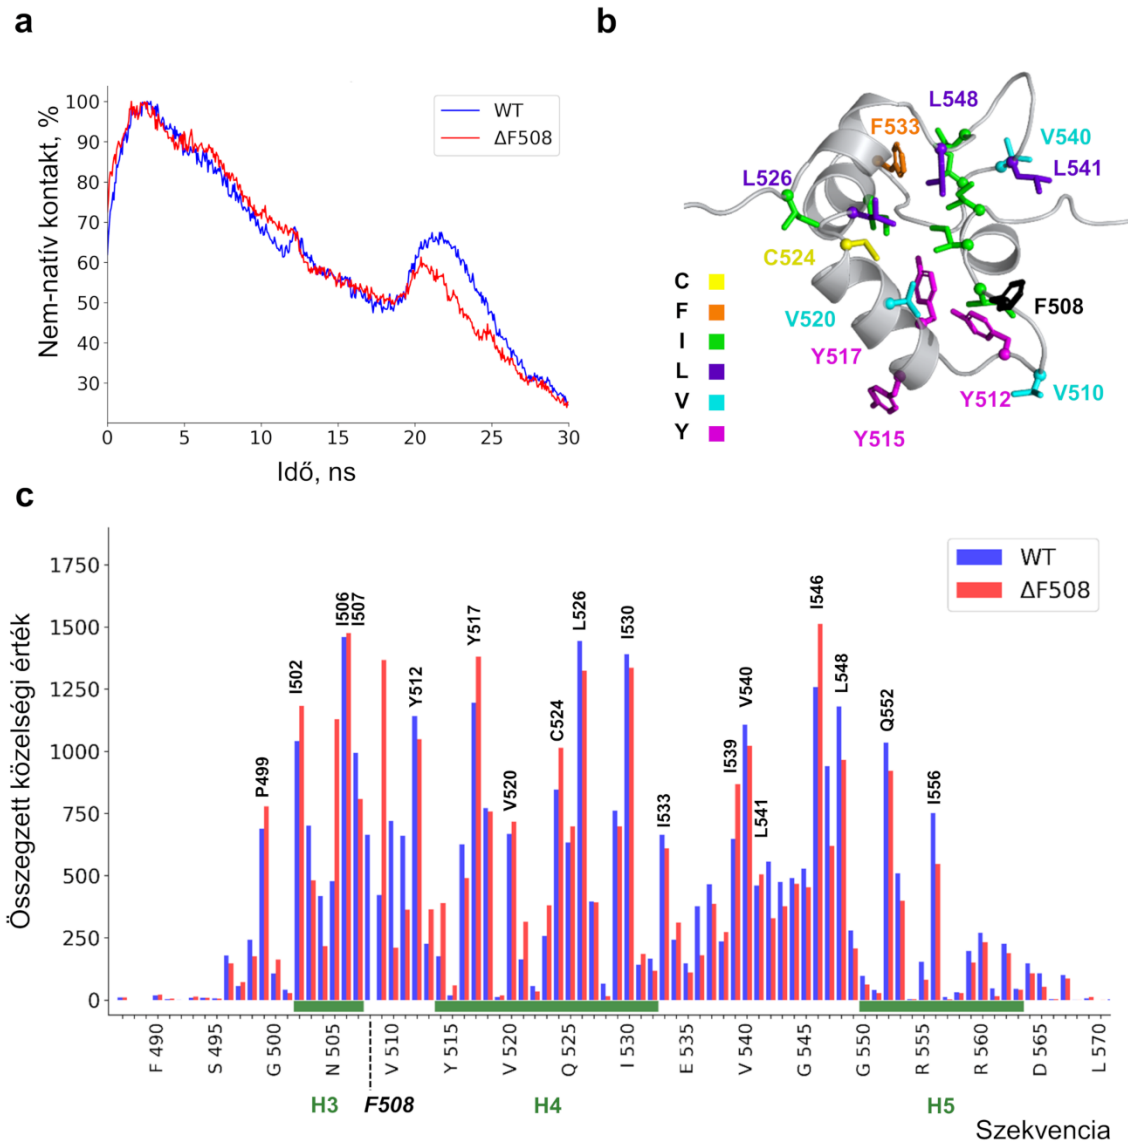 a
Nem-natív kontakt, %
100
90
80
70
60
50
40
30
0
5
10
15
20
25
30
Idő, ns
WT
ΔF508
b
L548
F533
V540
L541
L526
C524
F508
V520
Y517
Y512
V510
Y515
C
F
I
L
V
Y
c
Összegzett közelségi érték
1750
1500
1250
1000
750
500
250
0
WT
ΔF508
P499
I502
I506
I507
Y512
Y517
V520
C524
L526
I530
I533
I539
V540
L541
I546
L548
Q552
I556
F 490
S 495
G 500
N 505
V 510
Y 515
V 520
Q 525
I 530
E 535
V 540
G 545
G 550
R 555
R 560
D 565
L 570
H3
F508
H4
H5
Szekvencia